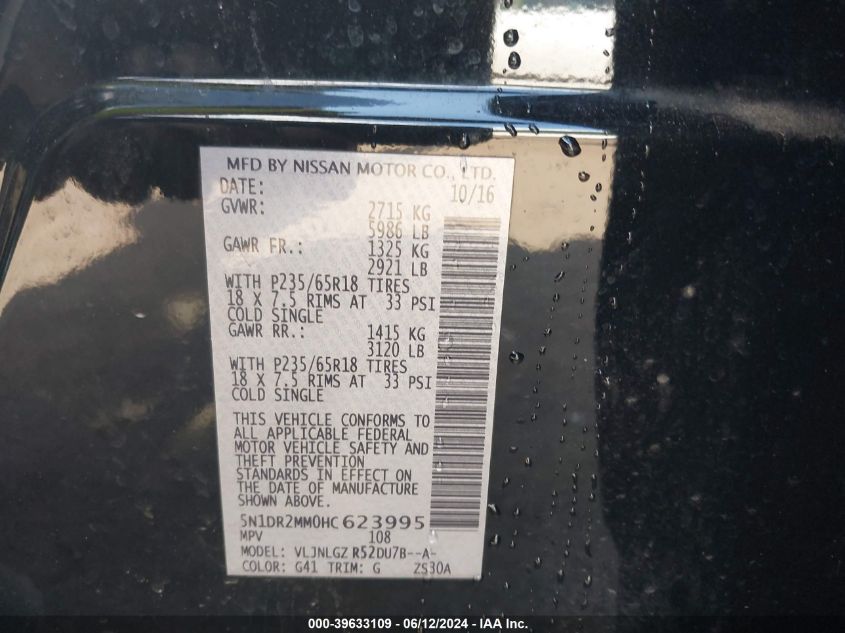 MFD BY NISSAN MOTOR CO., LTD.
DATE: 10/16
GVWR: 2715 KG
5986 LB
GAWR FR.: 1325 KG
2921 LB
WITH P235/65R18 TIRES
18 X 7.5 RIMS AT 33 PSI
COLD SINGLE
GAWR RR.: 1415 KG
3120 LB
WITH P235/65R18 TIRES
18 X 7.5 RIMS AT 33 PSI
COLD SINGLE
THIS VEHICLE CONFORMS TO
ALL APPLICABLE FEDERAL
MOTOR VEHICLE SAFETY AND
THEFT PREVENTION
STANDARDS IN EFFECT ON
THE DATE OF MANUFACTURE
SHOWN ABOVE.
5N1DR2MM0HC623995
MPV 108
MODEL: VLJNLGZ R52DU7B--A-
COLOR: G41 TRIM: G ZS30A
000-39633109 - 06/12/2024 - IAA Inc.